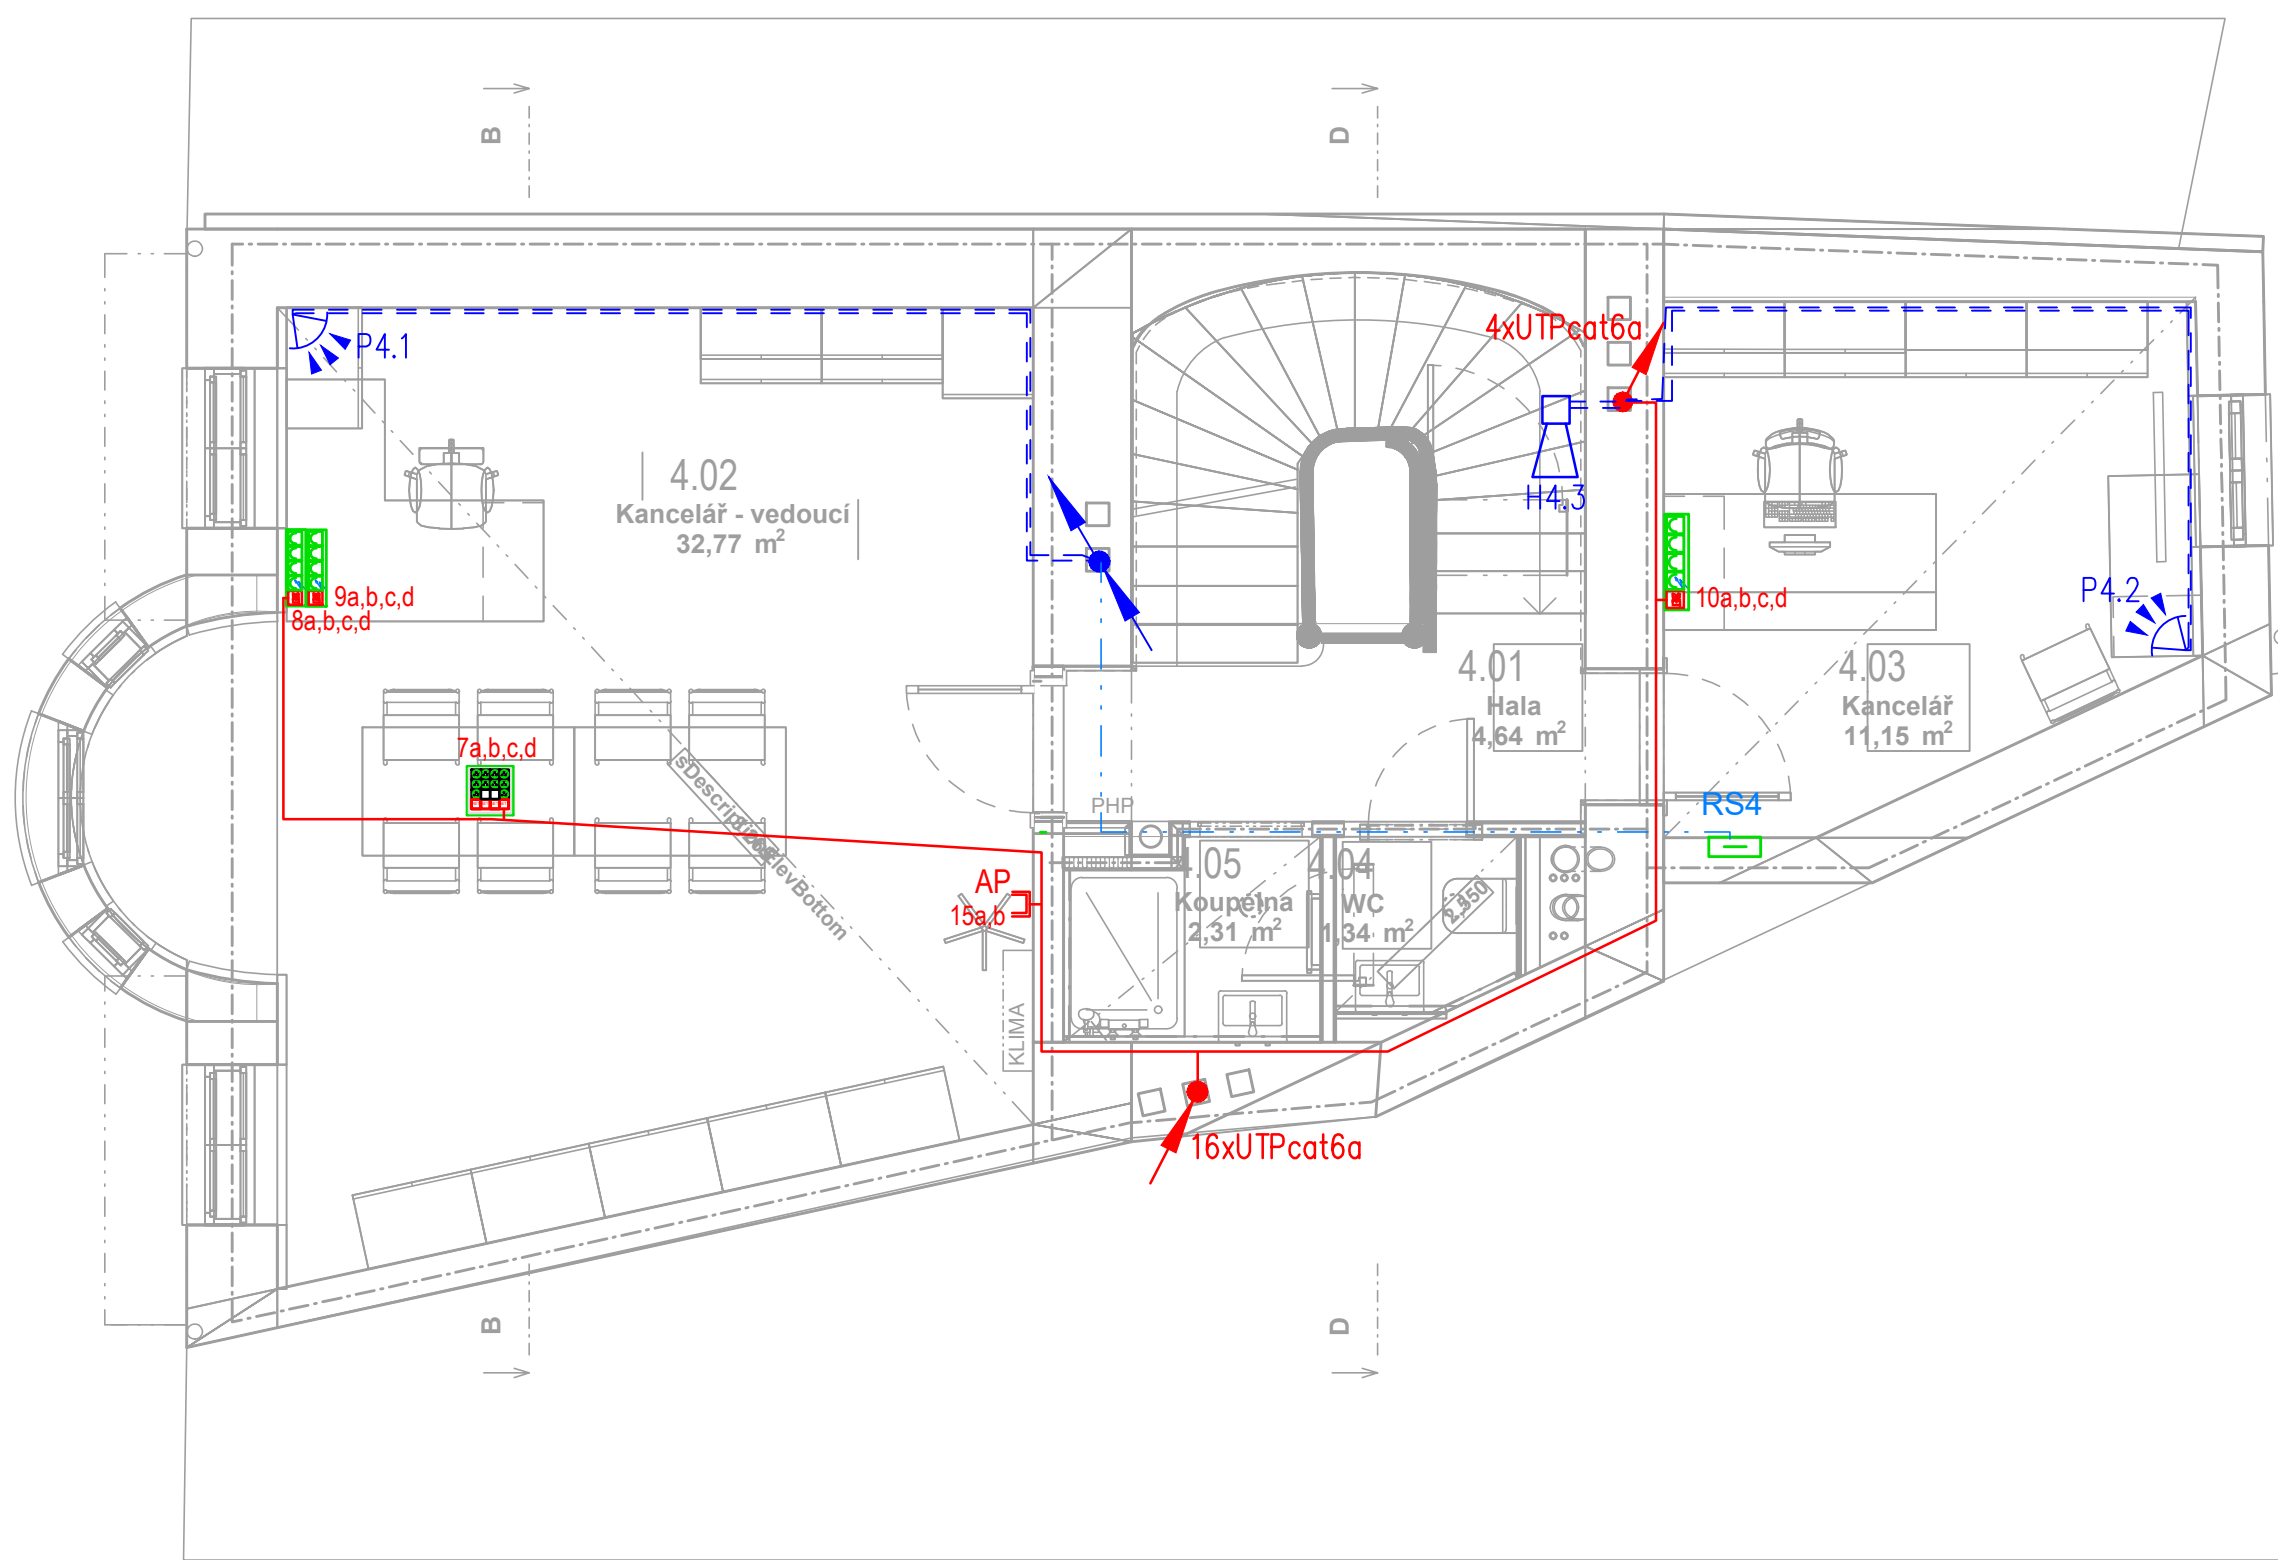 B
D
4xUTPcat6a
P4.1
4.02
Kancelář - vedoucí
32,77 m²
H4.3
9a,b,c,d
8a,b,c,d
10a,b,c,d
P4.2
4.01
Hala
4,64 m²
4.03
Kancelář
11,15 m²
7a,b,c,d
PHP
RS4
AP
15a,b
.05
Koupelna
2,31 m²
4.04
WC
1,34 m²
2,550
KLIMA
16xUTPcat6a
B
D